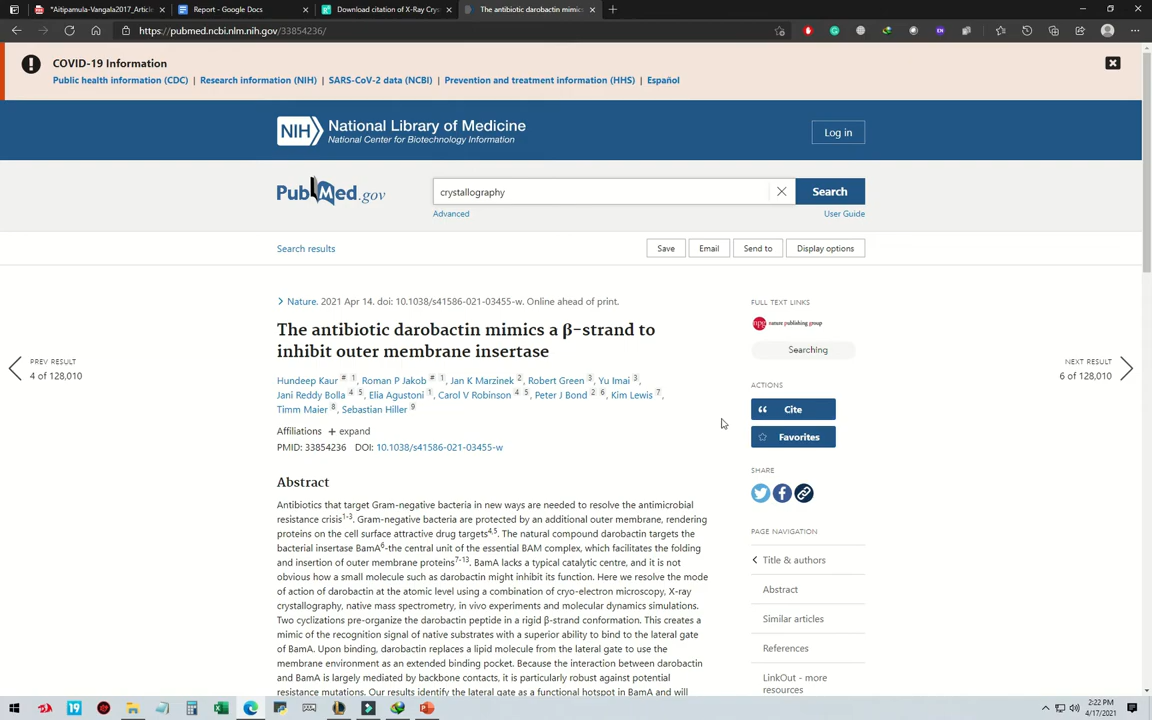 *Aitipamula-Vangala2017_Article
Report - Google Docs
Download citation of X-Ray Crys
The antibiotic darobactin mimics
https://pubmed.ncbi.nlm.nih.gov/33854236/
COVID-19 Information
Public health information (CDC) | Research information (NIH) | SARS-CoV-2 data (NCBI) | Prevention and treatment information (HHS) | Español
NIH National Library of Medicine
National Center for Biotechnology Information
Log in
PubMed.gov
crystallography
Search
Advanced
User Guide
Search results
Save
Email
Send to
Display options
Nature. 2021 Apr 14. doi: 10.1038/s41586-021-03455-w. Online ahead of print.
The antibiotic darobactin mimics a β-strand to
inhibit outer membrane insertase
Hundeep Kaur # 1, Roman P Jakob # 1, Jan K Marzinek 2, Robert Green 3, Yu Imai 3,
Jani Reddy Bolla 4 5, Elia Agustoni 1, Carol V Robinson 4 5, Peter J Bond 2 6, Kim Lewis 7,
Timm Maier 8, Sebastian Hiller 9
Affiliations + expand
PMID: 33854236 DOI: 10.1038/s41586-021-03455-w
Abstract
Antibiotics that target Gram-negative bacteria in new ways are needed to resolve the antimicrobial
resistance crisis1-3. Gram-negative bacteria are protected by an additional outer membrane, rendering
proteins on the cell surface attractive drug targets4,5. The natural compound darobactin targets the
bacterial insertase BamA6-the central unit of the essential BAM complex, which facilitates the folding
and insertion of outer membrane proteins7-13. BamA lacks a typical catalytic centre, and it is not
obvious how a small molecule such as darobactin might inhibit its function. Here we resolve the mode
of action of darobactin at the atomic level using a combination of cryo-electron microscopy, X-ray
crystallography, native mass spectrometry, in vivo experiments and molecular dynamics simulations.
Two cyclizations pre-organize the darobactin peptide in a rigid β-strand conformation. This creates a
mimic of the recognition signal of native substrates with a superior ability to bind to the lateral gate
of BamA. Upon binding, darobactin replaces a lipid molecule from the lateral gate to use the
membrane environment as an extended binding pocket. Because the interaction between darobactin
and BamA is largely mediated by backbone contacts, it is particularly robust against potential
resistance mutations. Our results identify the lateral gate as a functional hotspot in BamA and will
PREV RESULT
4 of 128,010
NEXT RESULT
6 of 128,010
FULL TEXT LINKS
npg nature publishing group
Searching
ACTIONS
Cite
Favorites
SHARE
PAGE NAVIGATION
Title & authors
Abstract
Similar articles
References
LinkOut - more
resources
2:22 PM
4/17/2021